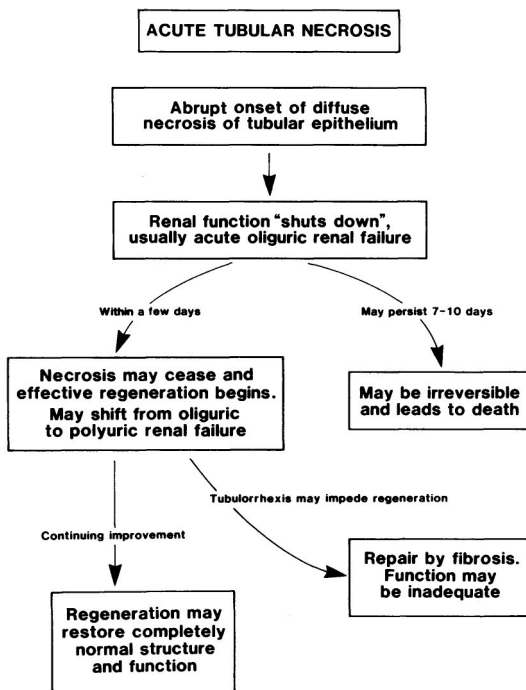 ACUTE TUBULAR NECROSIS
Abrupt onset of diffuse
necrosis of tubular epithelium
Renal function "shuts down",
usually acute oliguric renal failure
Within a few days
May persist 7-10 days
Necrosis may cease and
effective regeneration begins.
May shift from oliguric
to polyuric renal failure
May be irreversible
and leads to death
Tubulorrhexis may impede regeneration
Continuing improvement
Repair by fibrosis.
Function may
be inadequate
Regeneration may
restore completely
normal structure
and function